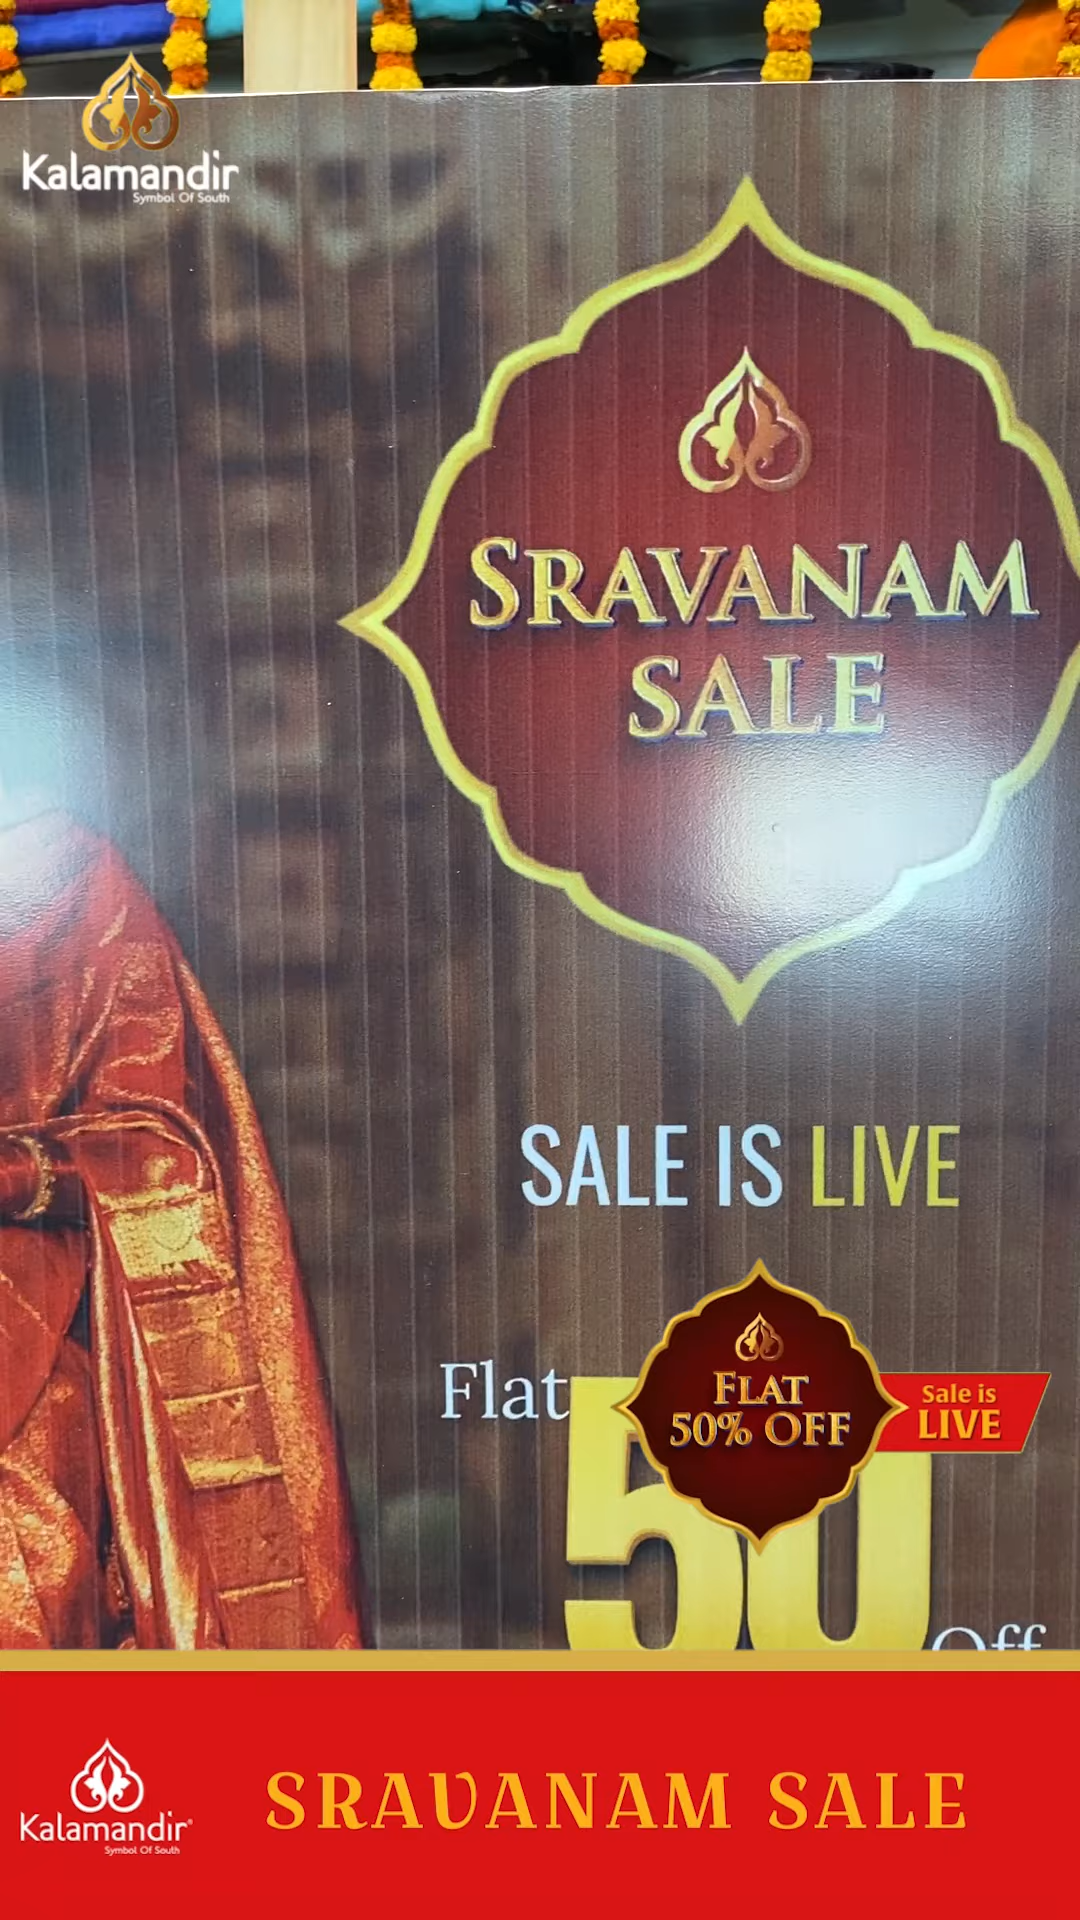 Kalamandir
Symbol Of South
SRAVANAM
SALE
SALE IS LIVE
Flat
50
Off
FLAT
50% OFF
Sale is
LIVE
Kalamandir
Symbol Of South
SRAVANAM SALE